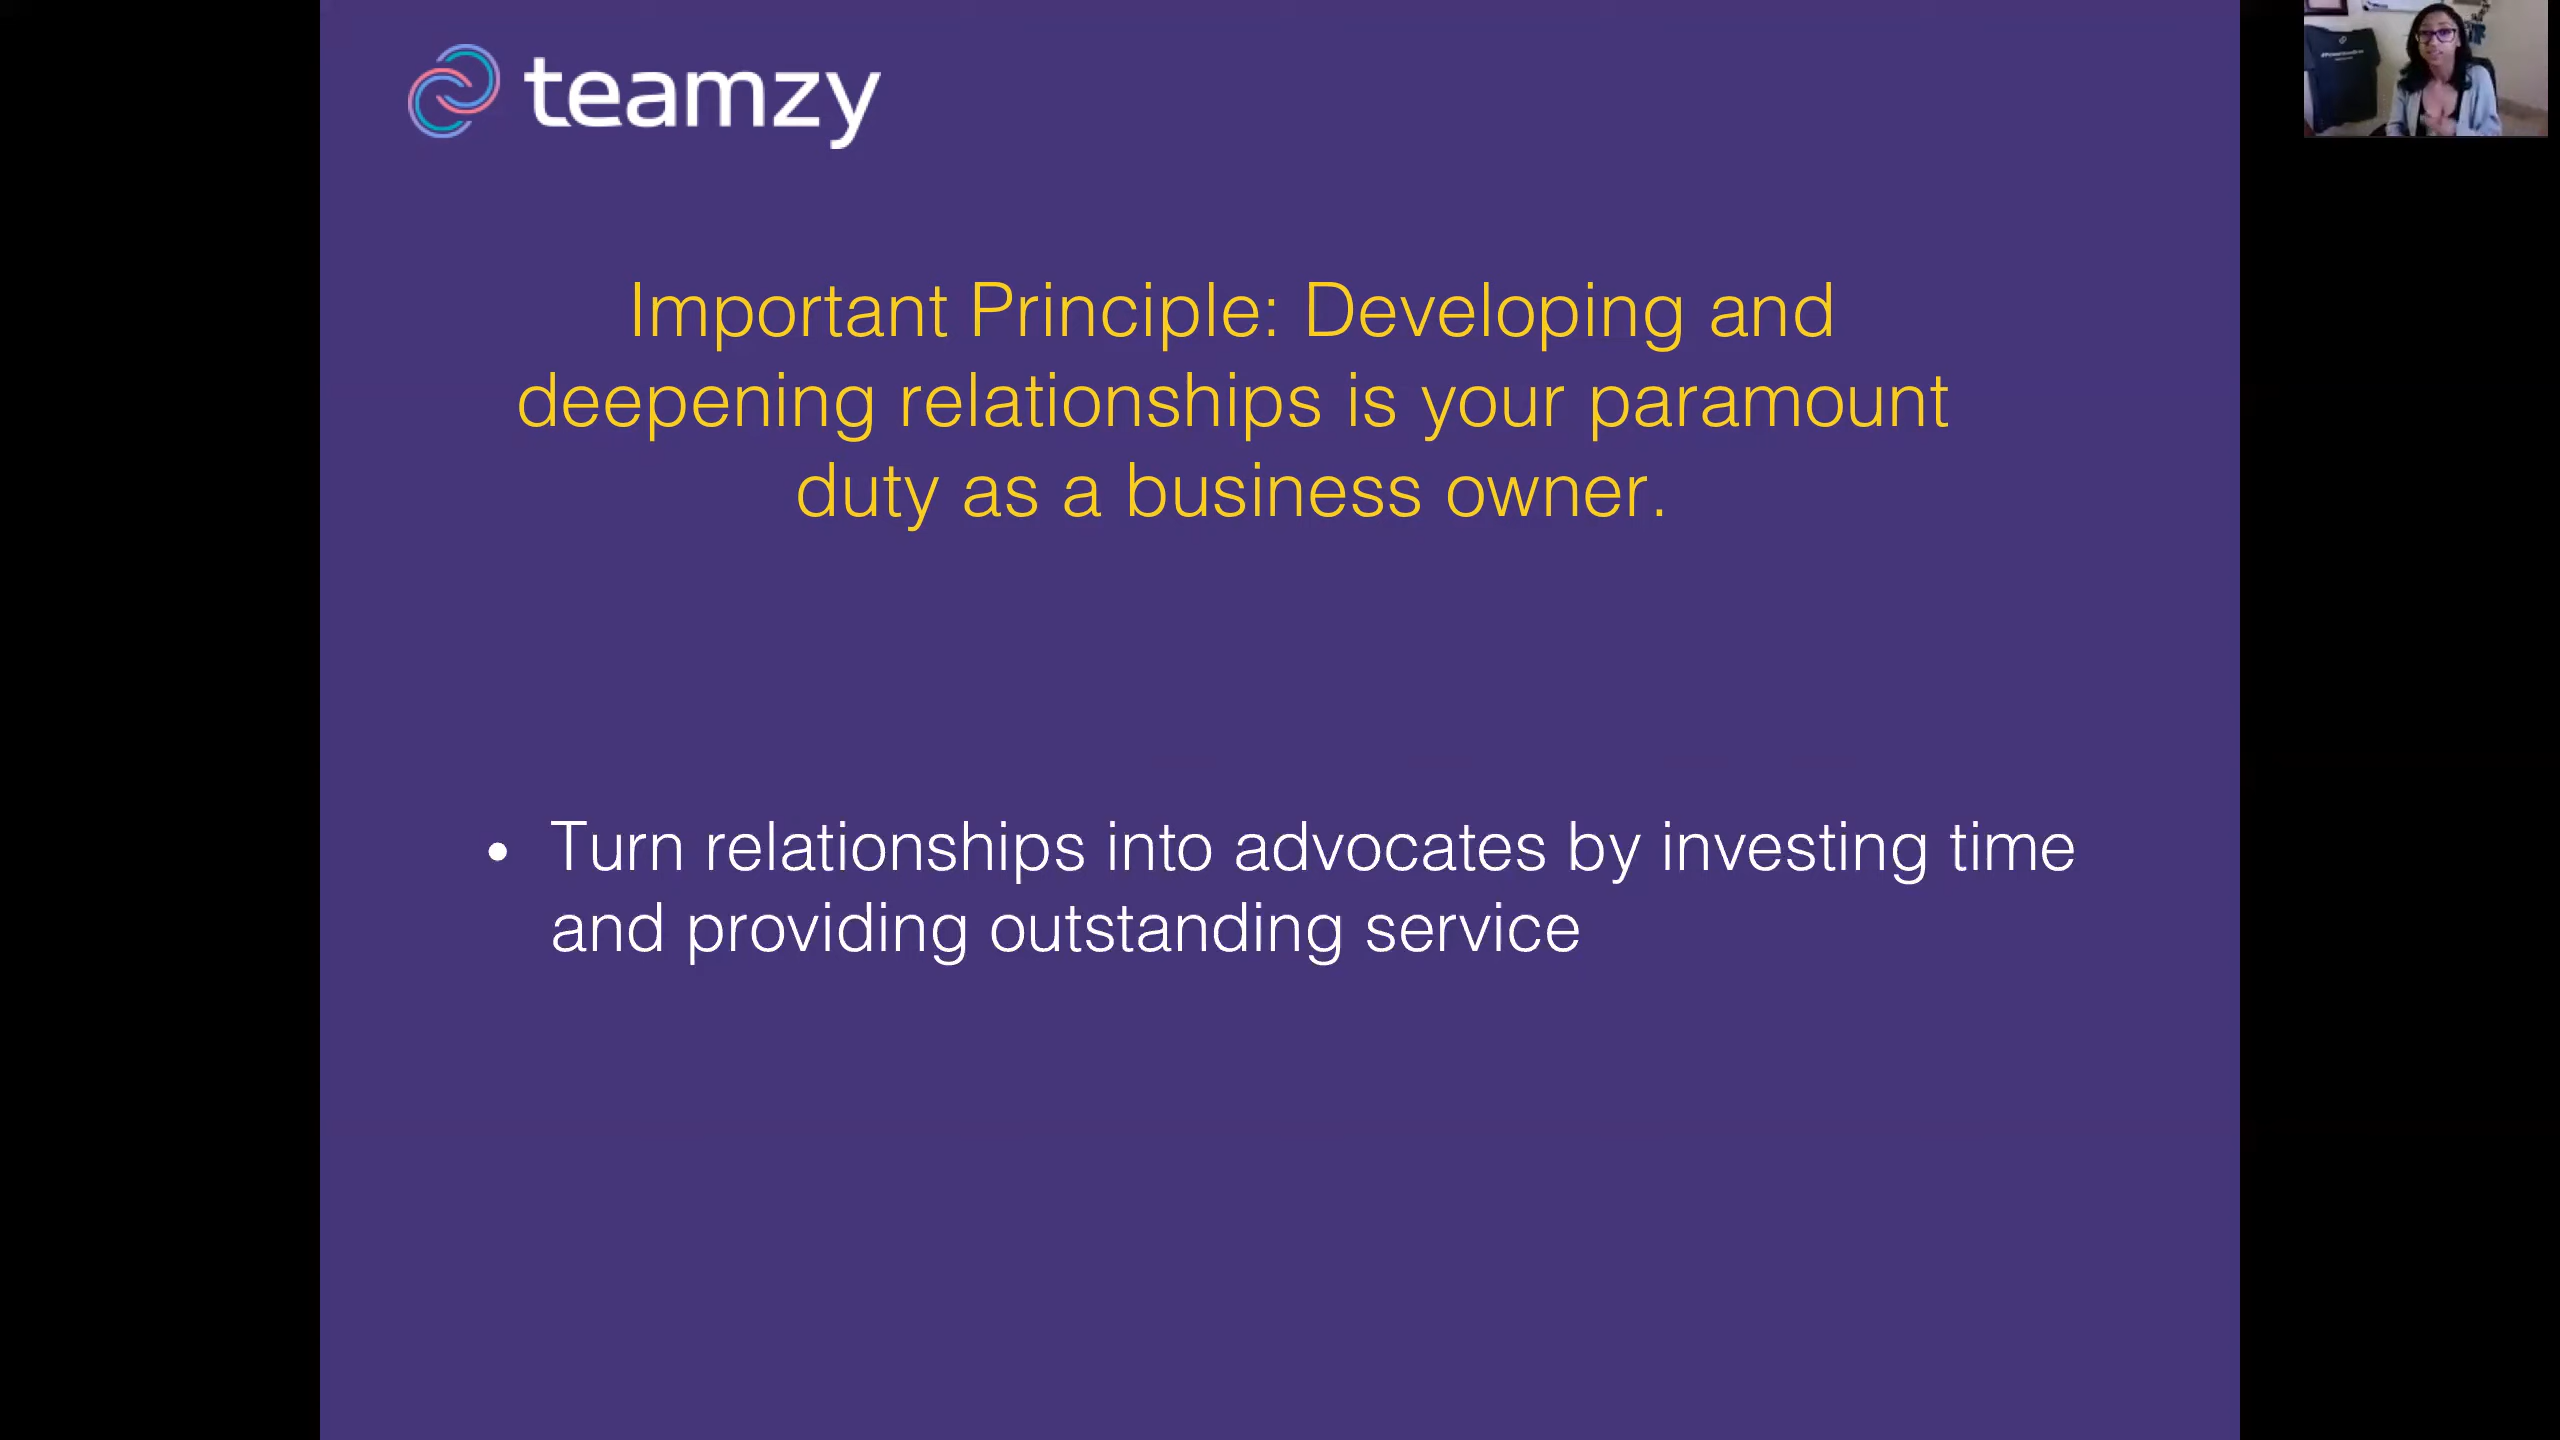 teamzy
Important Principle: Developing and
deepening relationships is your paramount
duty as a business owner.
• Turn relationships into advocates by investing time
and providing outstanding service